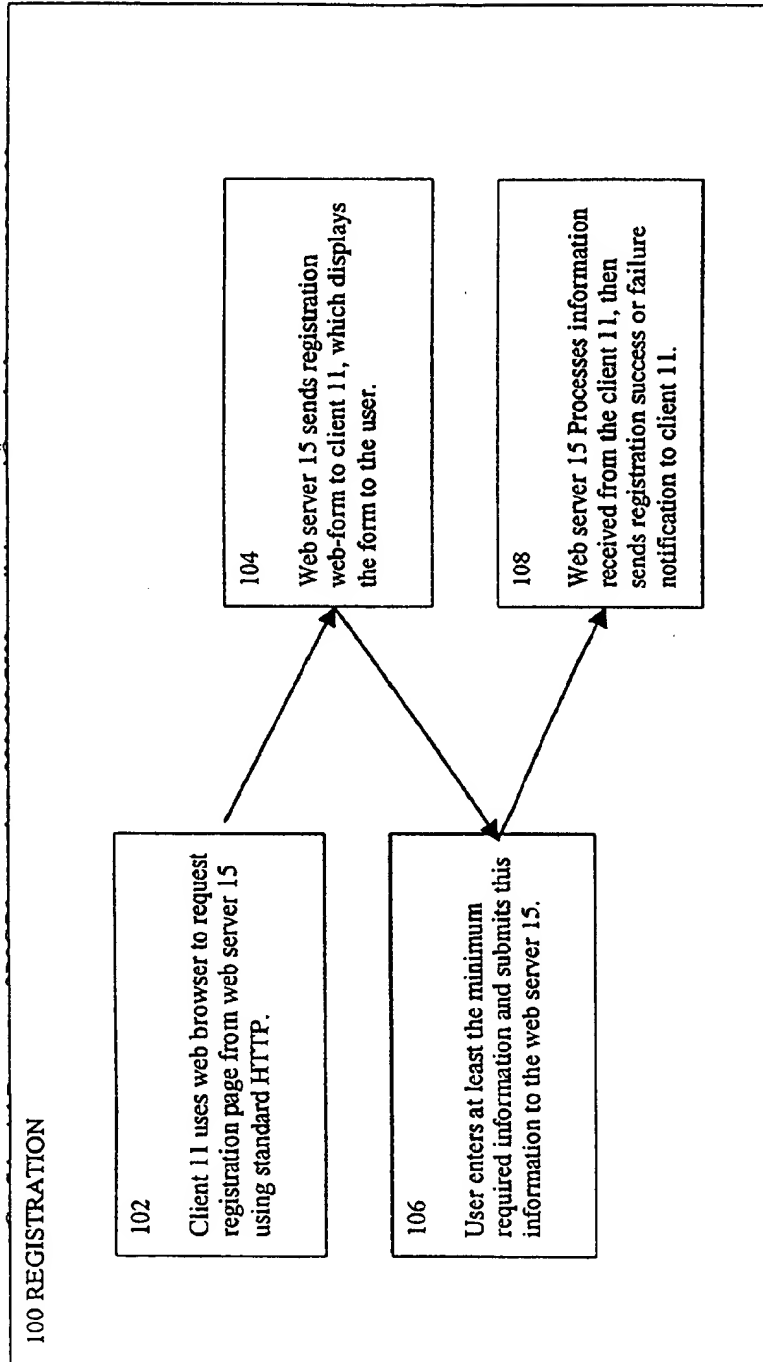 100 REGISTRATION
102
Client 11 uses web browser to request
registration page from web server 15
using standard HTTP.
104
Web server 15 sends registration
web-form to client 11, which displays
the form to the user.
106
User enters at least the minimum
required information and submits this
information to the web server 15.
108
Web server 15 Processes information
received from the client 11, then
sends registration success or failure
notification to client 11.